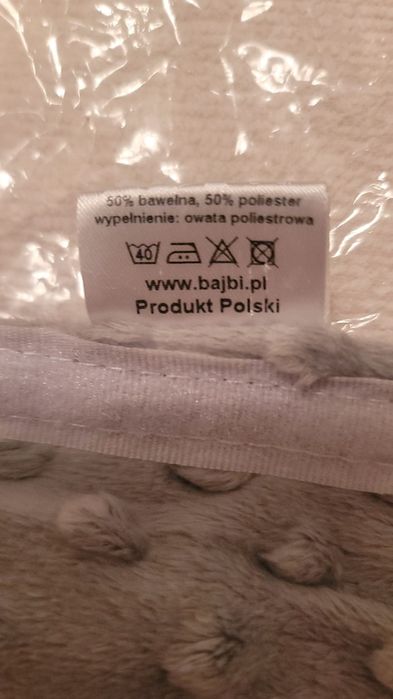 50% bawełna, 50% poliester
wypełnienie: owata poliestrowa
40
www.bajbi.pl
Produkt Polski